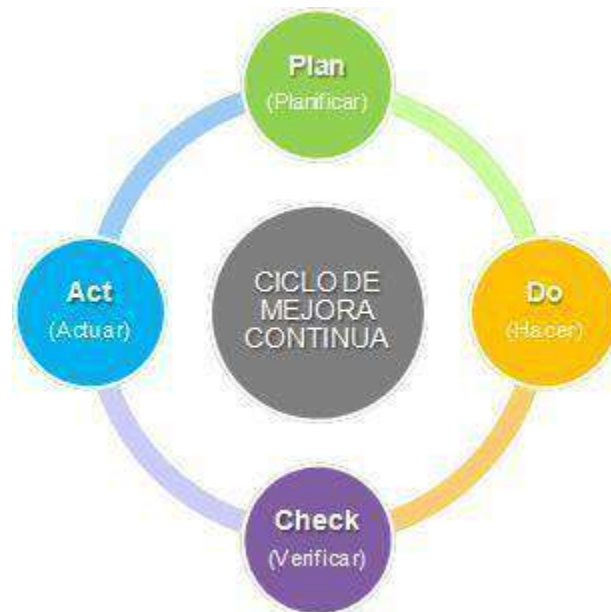 Plan
(Planificar)
Act
(Actuar)
CICLO DE
MEJORA
CONTINUA
Do
(Hacer)
Check
(Verificar)